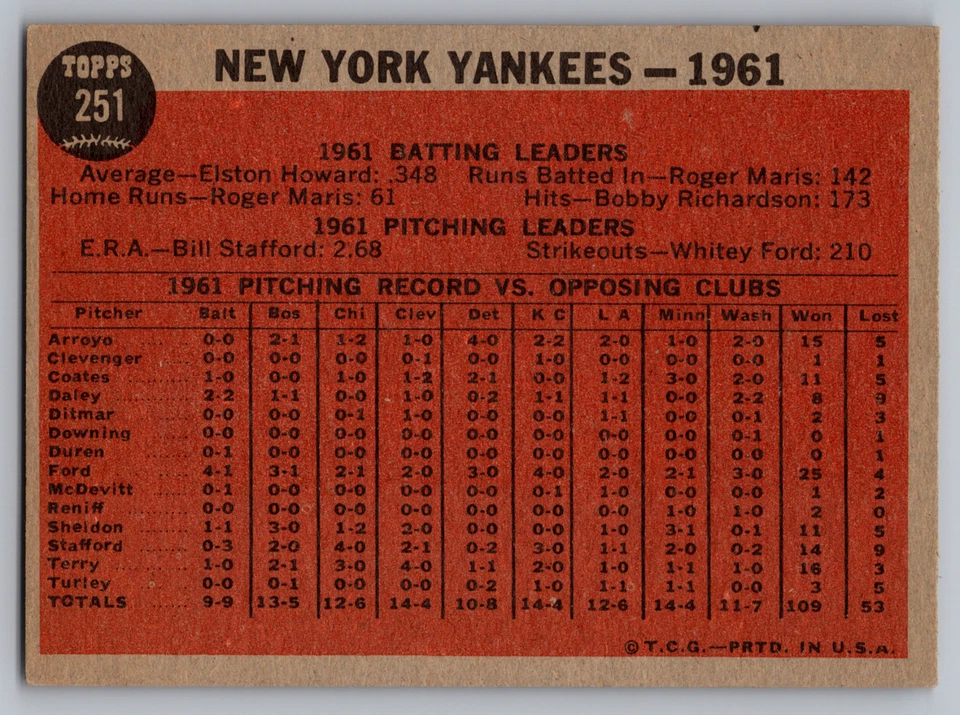 TOPPS
251
NEW YORK YANKEES — 1961
1961 BATTING LEADERS
Average—Elston Howard: .348 Runs Batted In—Roger Maris: 142
Home Runs—Roger Maris: 61 Hits—Bobby Richardson: 173
1961 PITCHING LEADERS
E.R.A.—Bill Stafford: 2.68 Strikeouts—Whitey Ford: 210
1961 PITCHING RECORD VS. OPPOSING CLUBS
Pitcher Balt Bos Chi Clev Det K C L A Minn Wash Won Lost
Arroyo 0-0 2-1 1-2 1-0 4-0 2-2 2-0 1-0 2-0 15 5
Clevenger 0-0 0-0 0-0 0-1 0-0 1-0 0-0 0-0 0-0 1 1
Coates 1-0 0-0 1-0 1-2 2-1 0-0 1-2 3-0 2-0 11 5
Daley 2-2 1-1 0-0 1-0 0-2 1-1 1-1 0-0 2-2 8 9
Ditmar 0-0 0-0 0-1 1-0 0-0 0-0 1-1 0-0 0-1 2 3
Downing 0-0 0-0 0-0 0-0 0-0 0-0 0-0 0-0 0-1 0 1
Duren 0-1 0-0 0-0 0-0 0-0 0-0 0-0 0-0 0-0 0 1
Ford 4-1 3-1 2-1 2-0 3-0 4-0 2-0 2-1 3-0 25 4
McDevitt 0-1 0-0 0-0 0-0 0-0 0-1 1-0 0-0 0-0 1 2
Reniff 0-0 0-0 0-0 0-0 0-0 0-0 0-0 1-0 1-0 2 0
Sheldon 1-1 3-0 1-2 2-0 0-0 0-0 1-0 3-1 0-1 11 5
Stafford 0-3 2-0 4-0 2-1 0-2 3-0 1-1 2-0 0-2 14 9
Terry 1-0 2-1 3-0 4-0 1-1 2-0 1-0 1-1 1-0 16 3
Turley 0-0 0-1 0-0 0-0 0-2 1-0 1-1 1-1 0-0 3 5
TOTALS 9-9 13-5 12-6 14-4 10-8 14-4 12-6 14-4 11-7 109 53
© T.C.G.—PRTD. IN U.S.A.